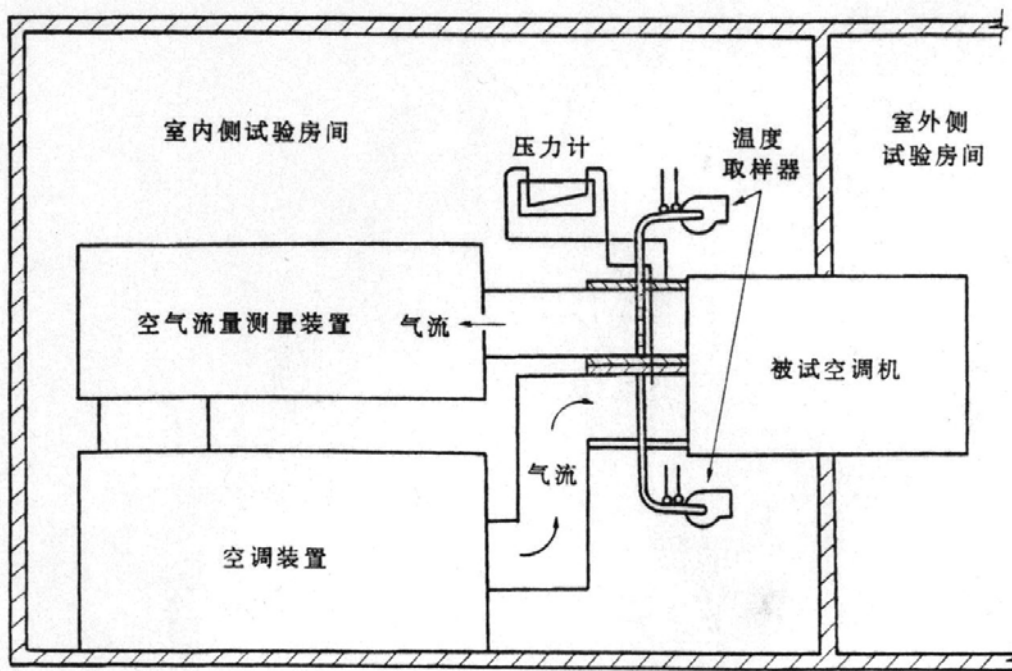 室内侧试验房间
压力计
温度
取样器
室外侧
试验房间
空气流量测量装置
气流
被试空调机
气流
空调装置